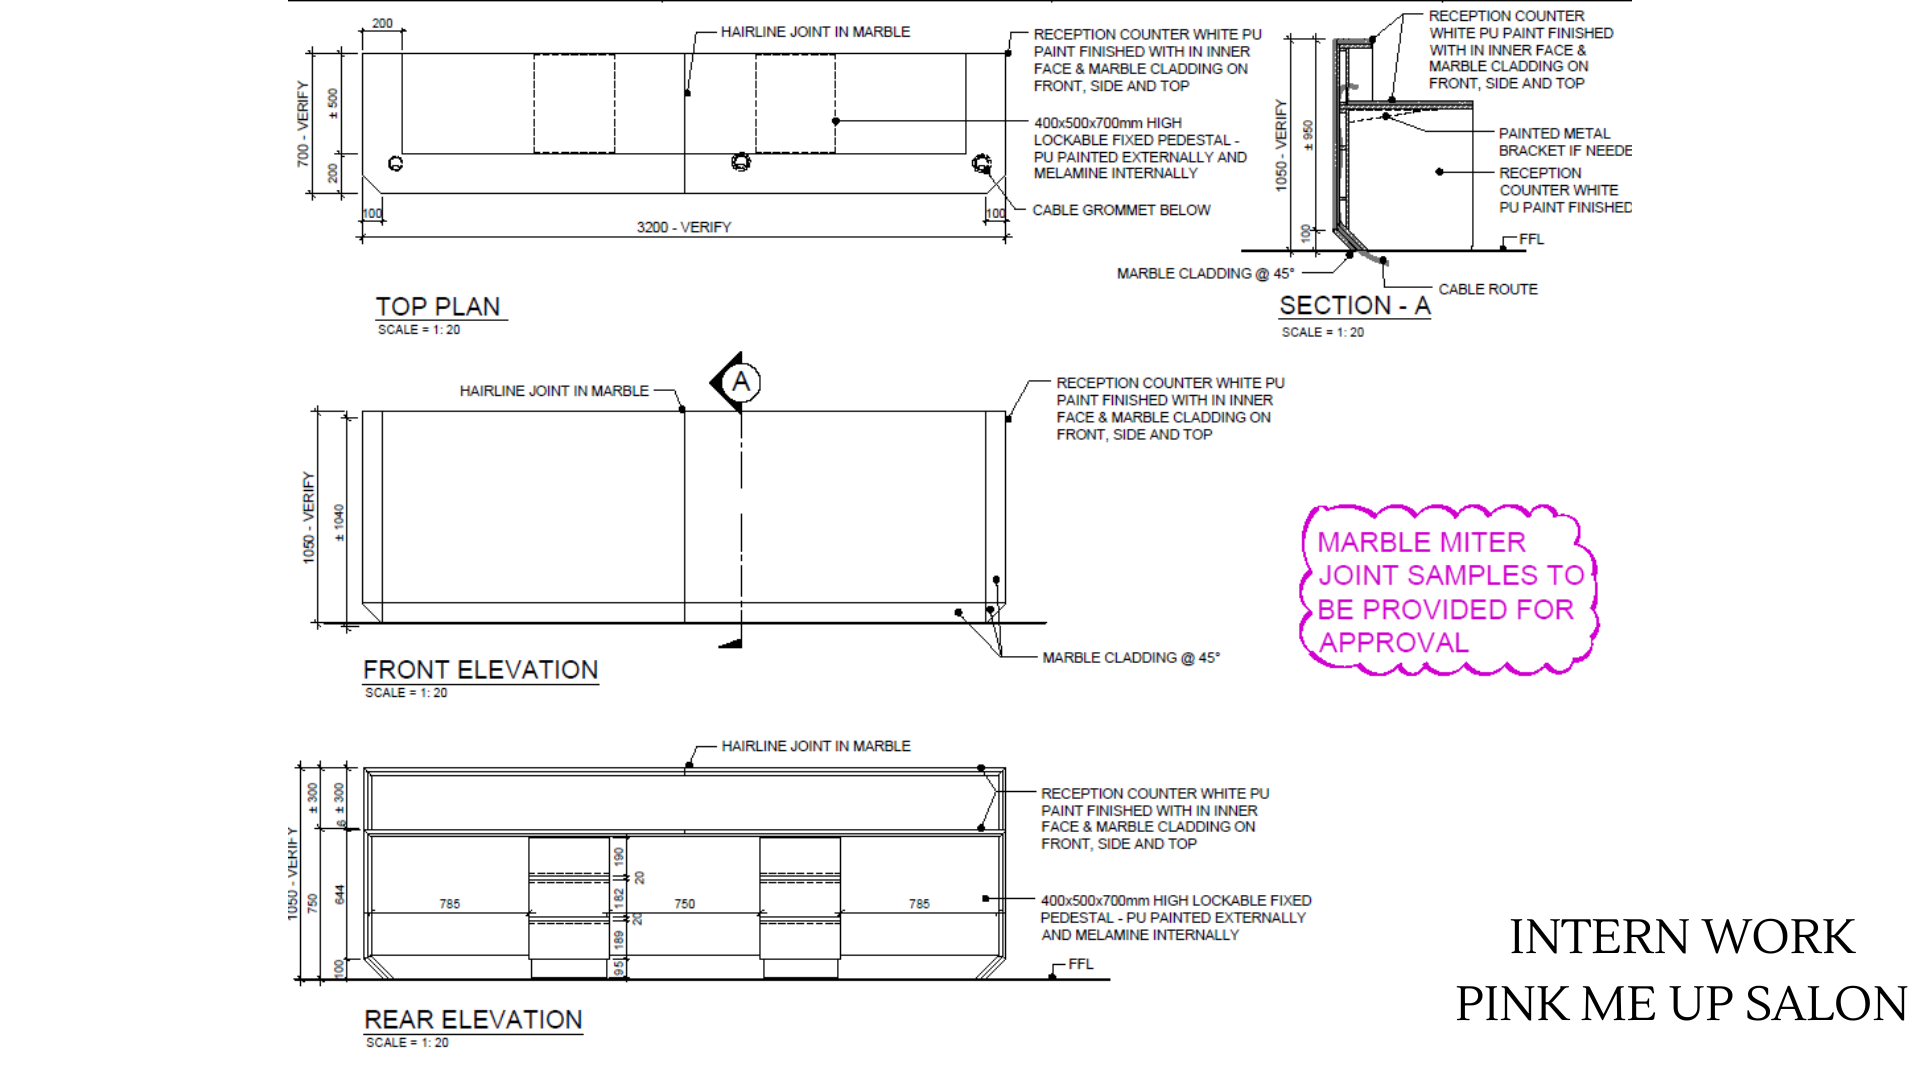 200
HAIRLINE JOINT IN MARBLE
700 - VERIFY
± 500
200
100
100
3200 - VERIFY
RECEPTION COUNTER WHITE PU
PAINT FINISHED WITH IN INNER
FACE & MARBLE CLADDING ON
FRONT, SIDE AND TOP
400x500x700mm HIGH
LOCKABLE FIXED PEDESTAL -
PU PAINTED EXTERNALLY AND
MELAMINE INTERNALLY
CABLE GROMMET BELOW
TOP PLAN
SCALE = 1: 20
RECEPTION COUNTER
WHITE PU PAINT FINISHED
WITH IN INNER FACE &
MARBLE CLADDING ON
FRONT, SIDE AND TOP
1050 - VERIFY
± 950
100
PAINTED METAL
BRACKET IF NEEDE
RECEPTION
COUNTER WHITE
PU PAINT FINISHED
FFL
MARBLE CLADDING @ 45°
CABLE ROUTE
SECTION - A
SCALE = 1: 20
A
HAIRLINE JOINT IN MARBLE
1050 - VERIFY
± 1040
RECEPTION COUNTER WHITE PU
PAINT FINISHED WITH IN INNER
FACE & MARBLE CLADDING ON
FRONT, SIDE AND TOP
MARBLE CLADDING @ 45°
FRONT ELEVATION
SCALE = 1: 20
MARBLE MITER
JOINT SAMPLES TO
BE PROVIDED FOR
APPROVAL
HAIRLINE JOINT IN MARBLE
1050 - VERIFY
± 300
750
± 300
6
644
100
785
750
785
190
20
182
20
189
95
RECEPTION COUNTER WHITE PU
PAINT FINISHED WITH IN INNER
FACE & MARBLE CLADDING ON
FRONT, SIDE AND TOP
400x500x700mm HIGH LOCKABLE FIXED
PEDESTAL - PU PAINTED EXTERNALLY
AND MELAMINE INTERNALLY
FFL
REAR ELEVATION
SCALE = 1: 20
INTERN WORK
PINK ME UP SALON